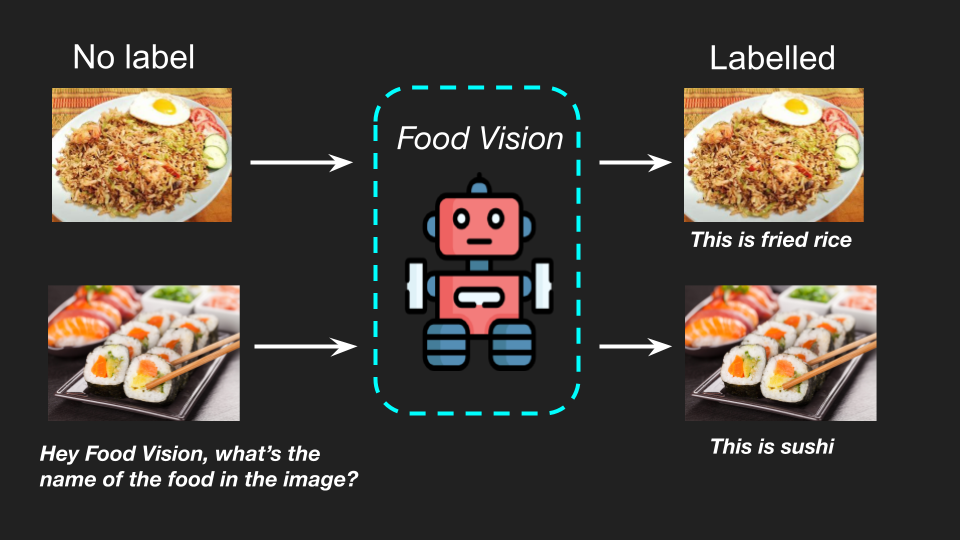 No label
Labelled
Food Vision
This is fried rice
This is sushi
Hey Food Vision, what's the
name of the food in the image?